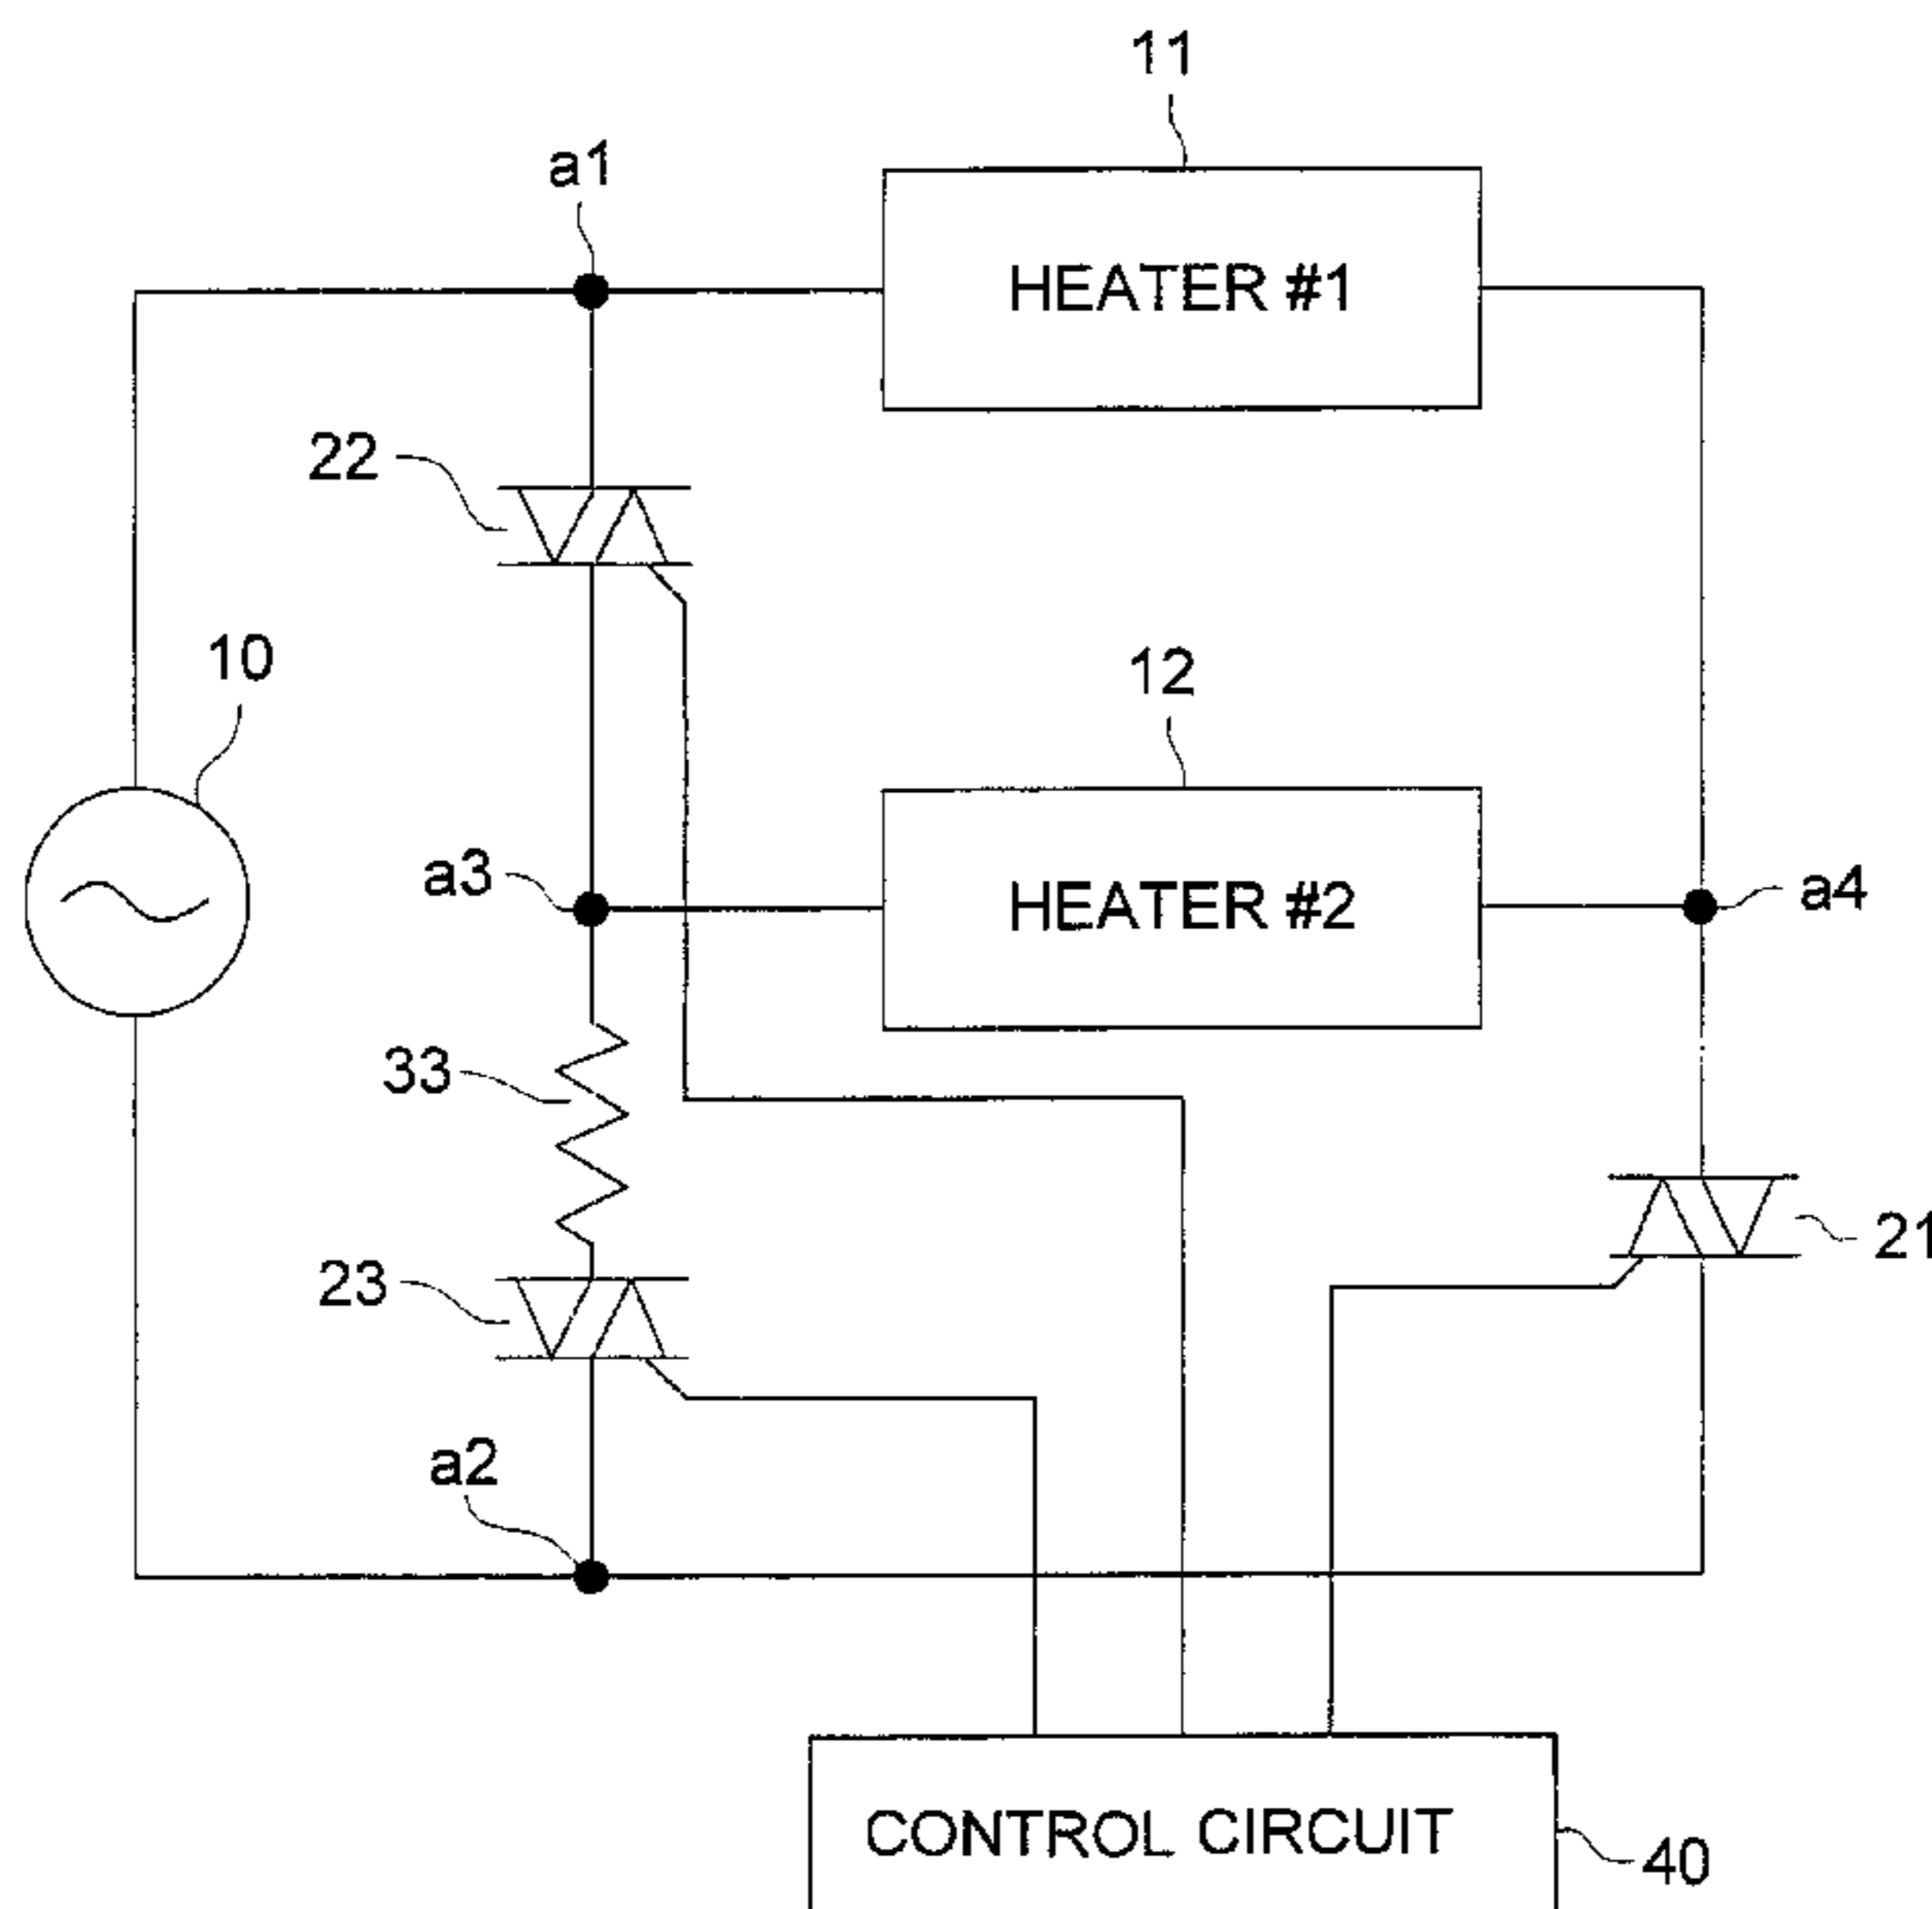 11
a1
HEATER #1
22
10
12
a3
HEATER #2
a4
33
23
21
a2
CONTROL CIRCUIT
40